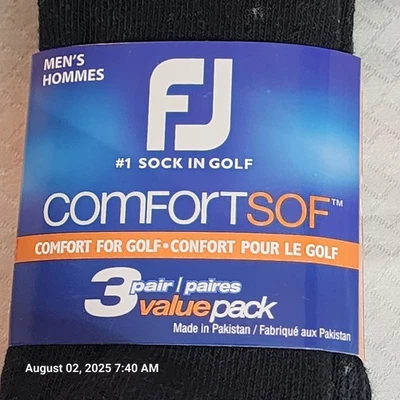 MEN'S
HOMMES
FJ
#1 SOCK IN GOLF
COMFORTSOF™
COMFORT FOR GOLF • CONFORT POUR LE GOLF
3 pair / paires
value pack
Made in Pakistan / Fabriqué aux Pakistan
August 02, 2025 7:40 AM